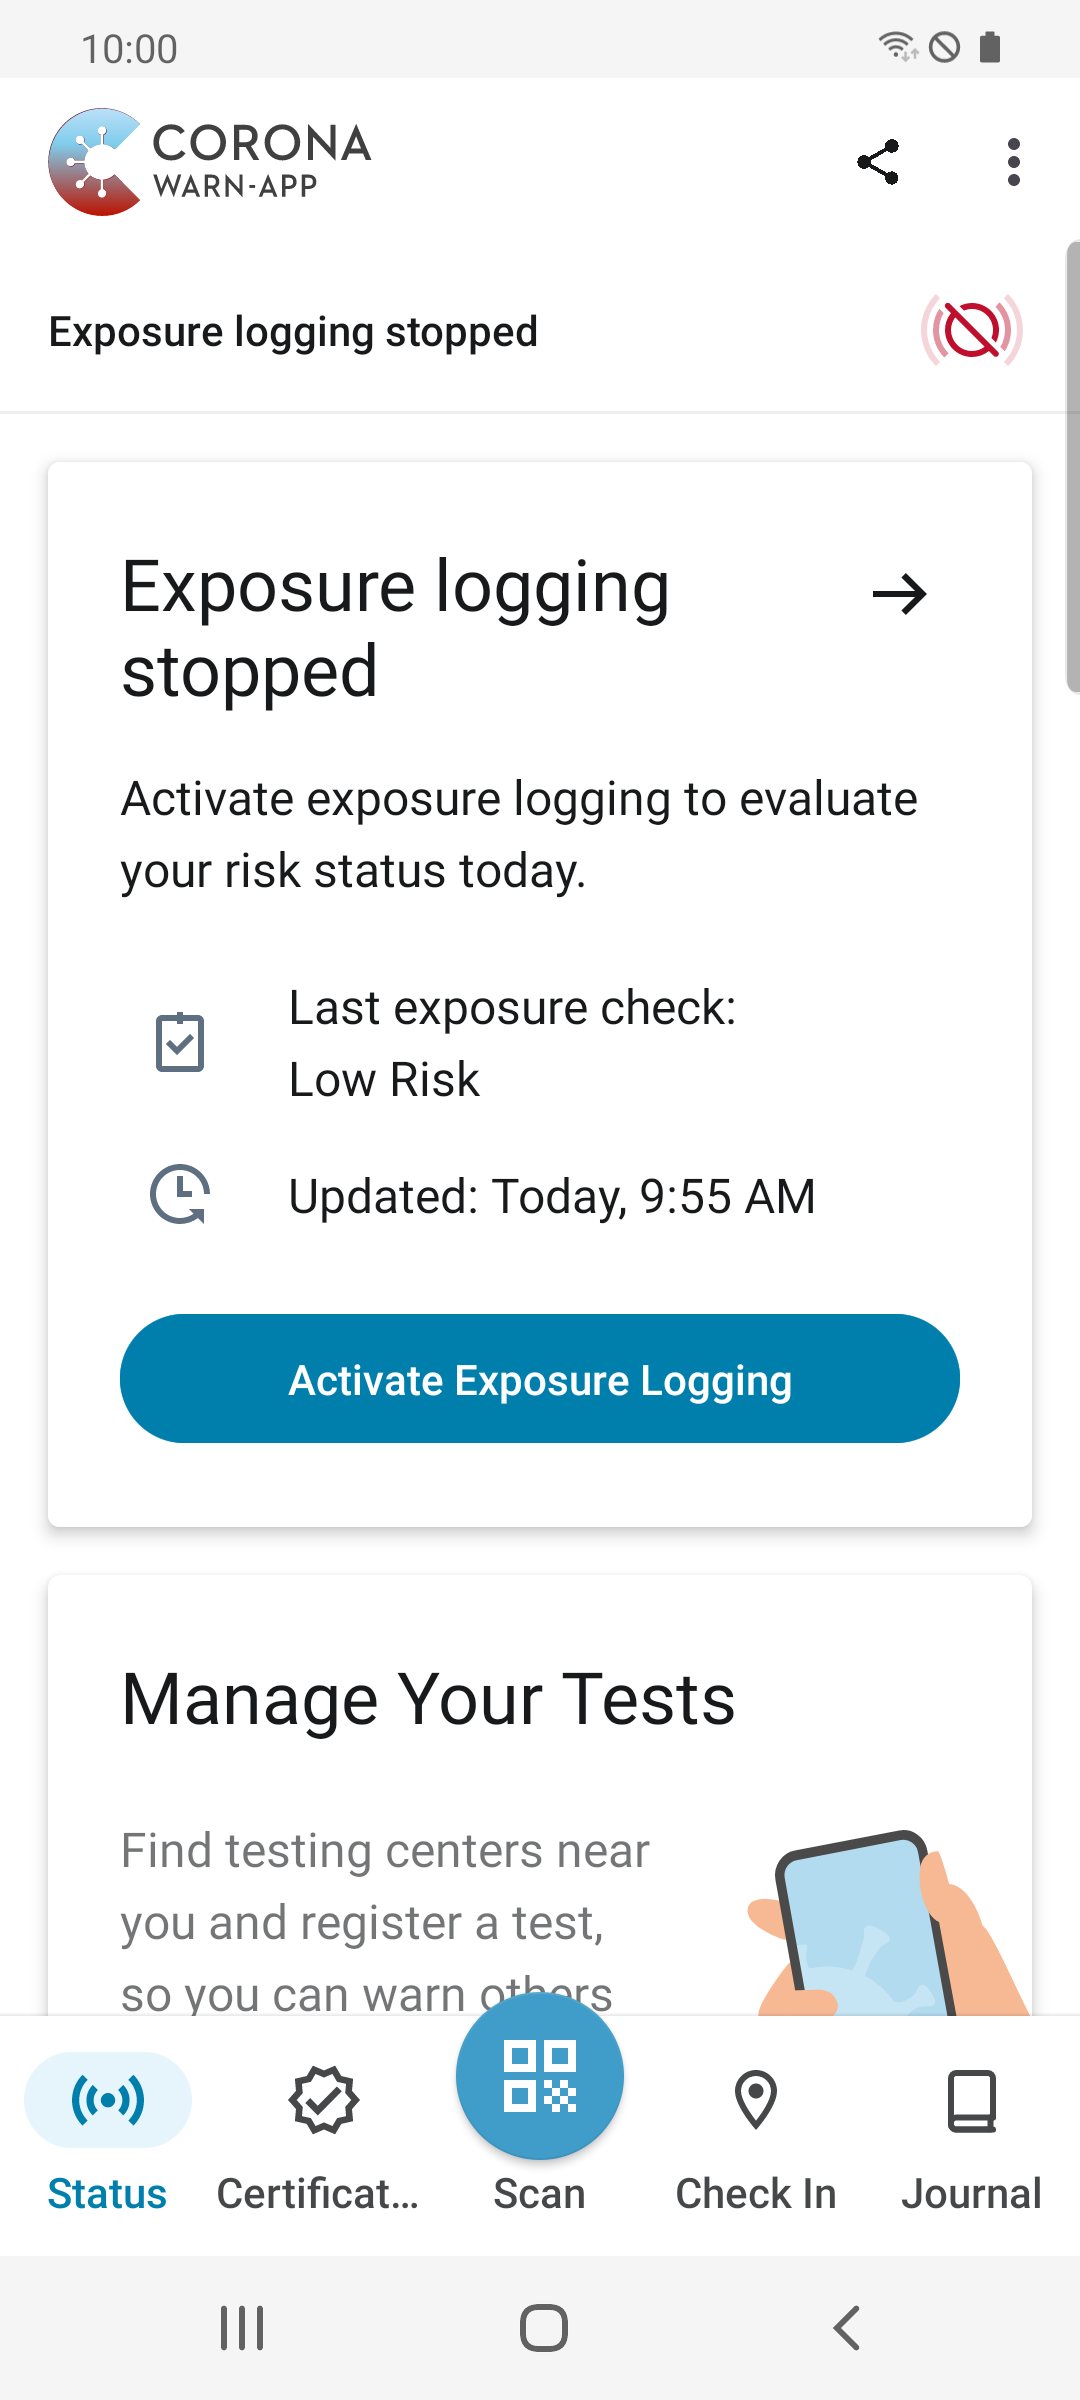 10:00
CORONA
WARN-APP
Exposure logging stopped
Exposure logging
stopped
Activate exposure logging to evaluate
your risk status today.
Last exposure check:
Low Risk
Updated: Today, 9:55 AM
Activate Exposure Logging
Manage Your Tests
Find testing centers near
you and register a test,
so you can warn others
Status
Certificat...
Scan
Check In
Journal